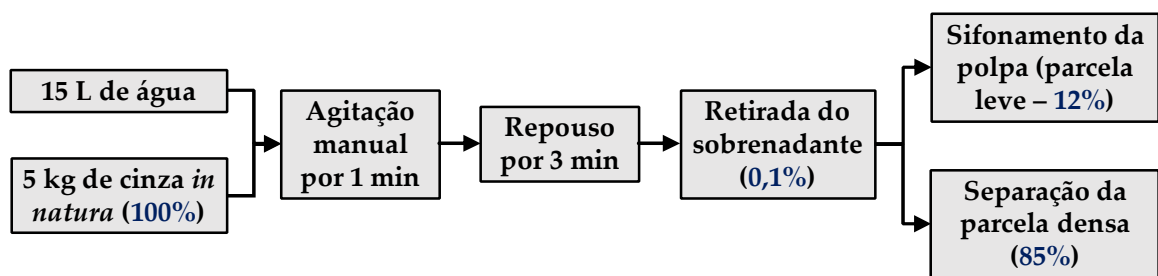 15 L de água
5 kg de cinza in
natura (100%)
Agitação
manual
por 1 min
Repouso
por 3 min
Retirada do
sobrenadante
(0,1%)
Sifonamento da
polpa (parcela
leve – 12%)
Separação da
parcela densa
(85%)